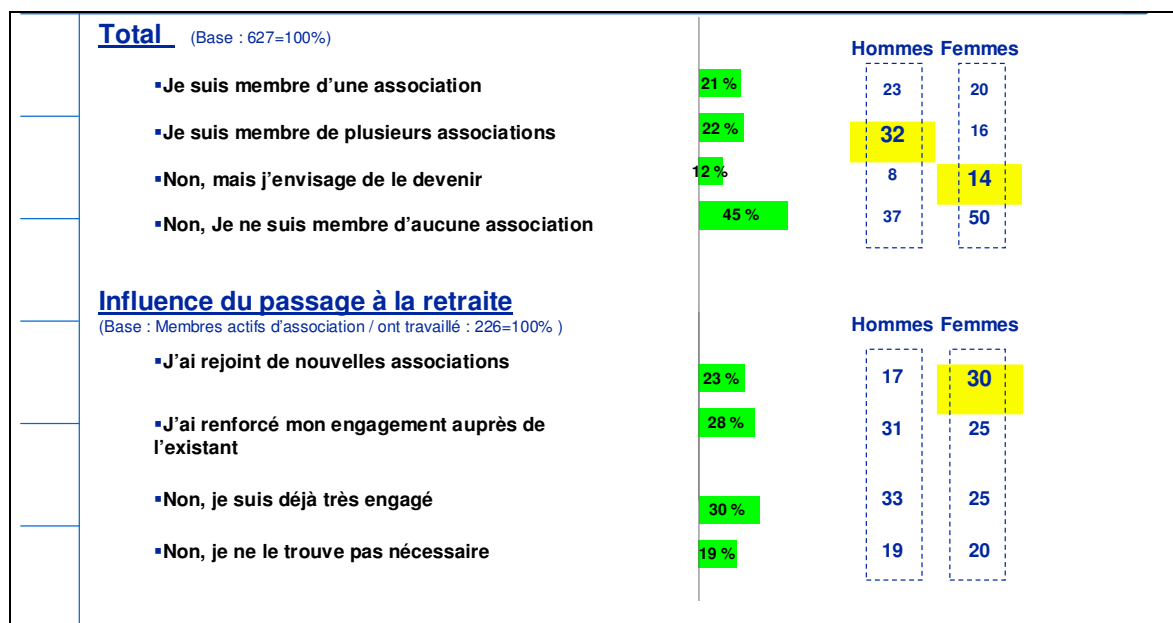 Total (Base : 627=100%)
Hommes Femmes
▪Je suis membre d’une association 21 % 23 20
▪Je suis membre de plusieurs associations 22 % 32 16
▪Non, mais j’envisage de le devenir 12 % 8 14
▪Non, Je ne suis membre d’aucune association 45 % 37 50
Influence du passage à la retraite
(Base : Membres actifs d’association / ont travaillé : 226=100% )
Hommes Femmes
▪J’ai rejoint de nouvelles associations 23 % 17 30
▪J’ai renforcé mon engagement auprès de
l’existant 28 % 31 25
▪Non, je suis déjà très engagé 30 % 33 25
▪Non, je ne le trouve pas nécessaire 19 % 19 20